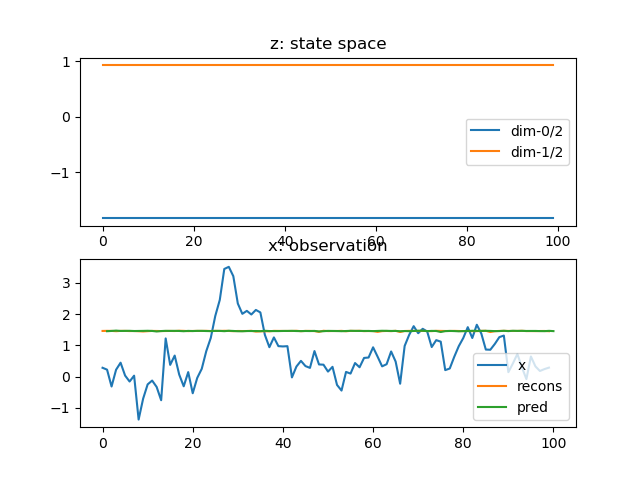 z: state space
1
0
−1
dim-0/2
dim-1/2
0 20 40 60 80 100
x: observation
3
2
1
0
−1
x
recons
pred
0 20 40 60 80 100